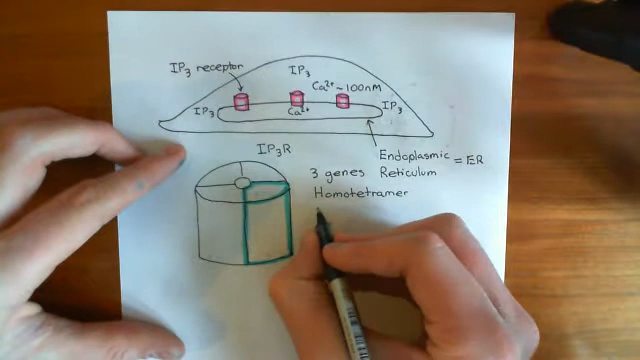 IP₃ receptor
IP₃
Ca²⁺ ~100nM
IP₃
Ca²⁺
IP₃
Endoplasmic = ER
Reticulum
IP₃R
3 genes
Homotetramer